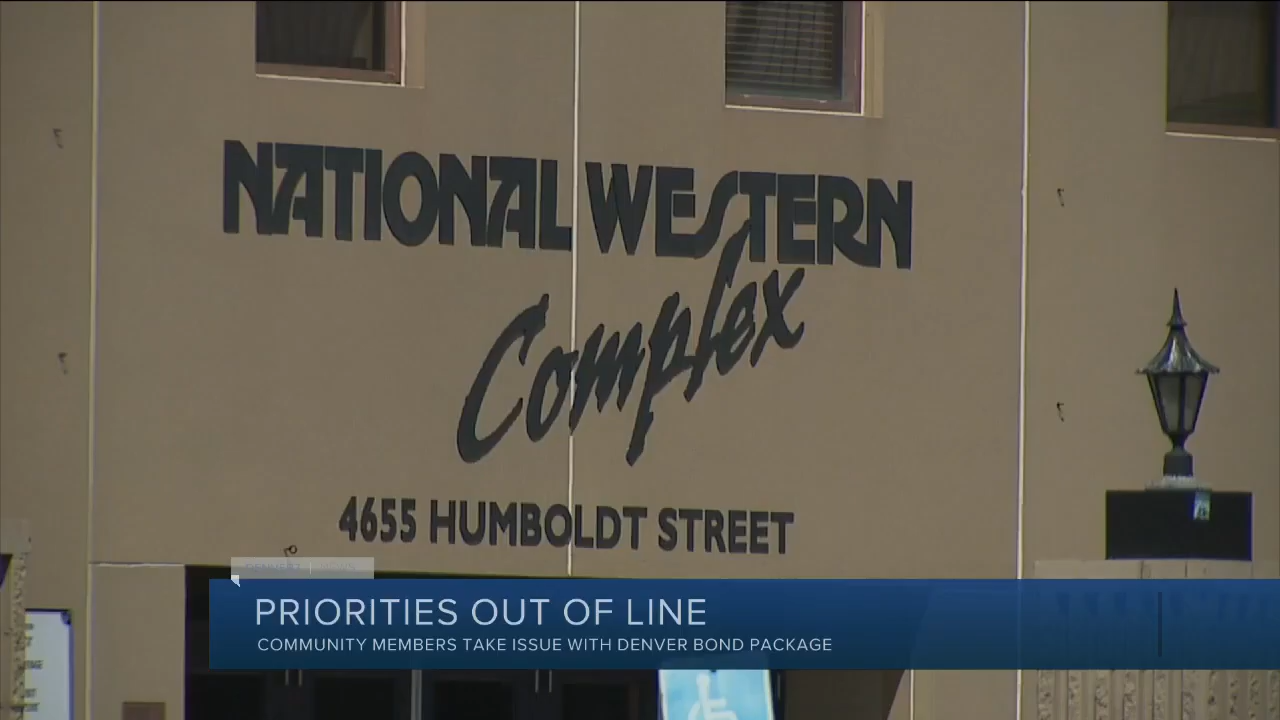 NATIONAL WESTERN
Complex
4655 HUMBOLDT STREET
PRIORITIES OUT OF LINE
COMMUNITY MEMBERS TAKE ISSUE WITH DENVER BOND PACKAGE